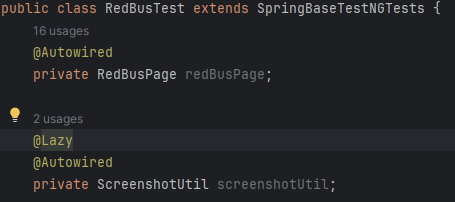 public class RedBusTest extends SpringBaseTestNGTests {
16 usages
@Autowired
private RedBusPage redBusPage;
2 usages
@Lazy
@Autowired
private ScreenshotUtil screenshotUtil;